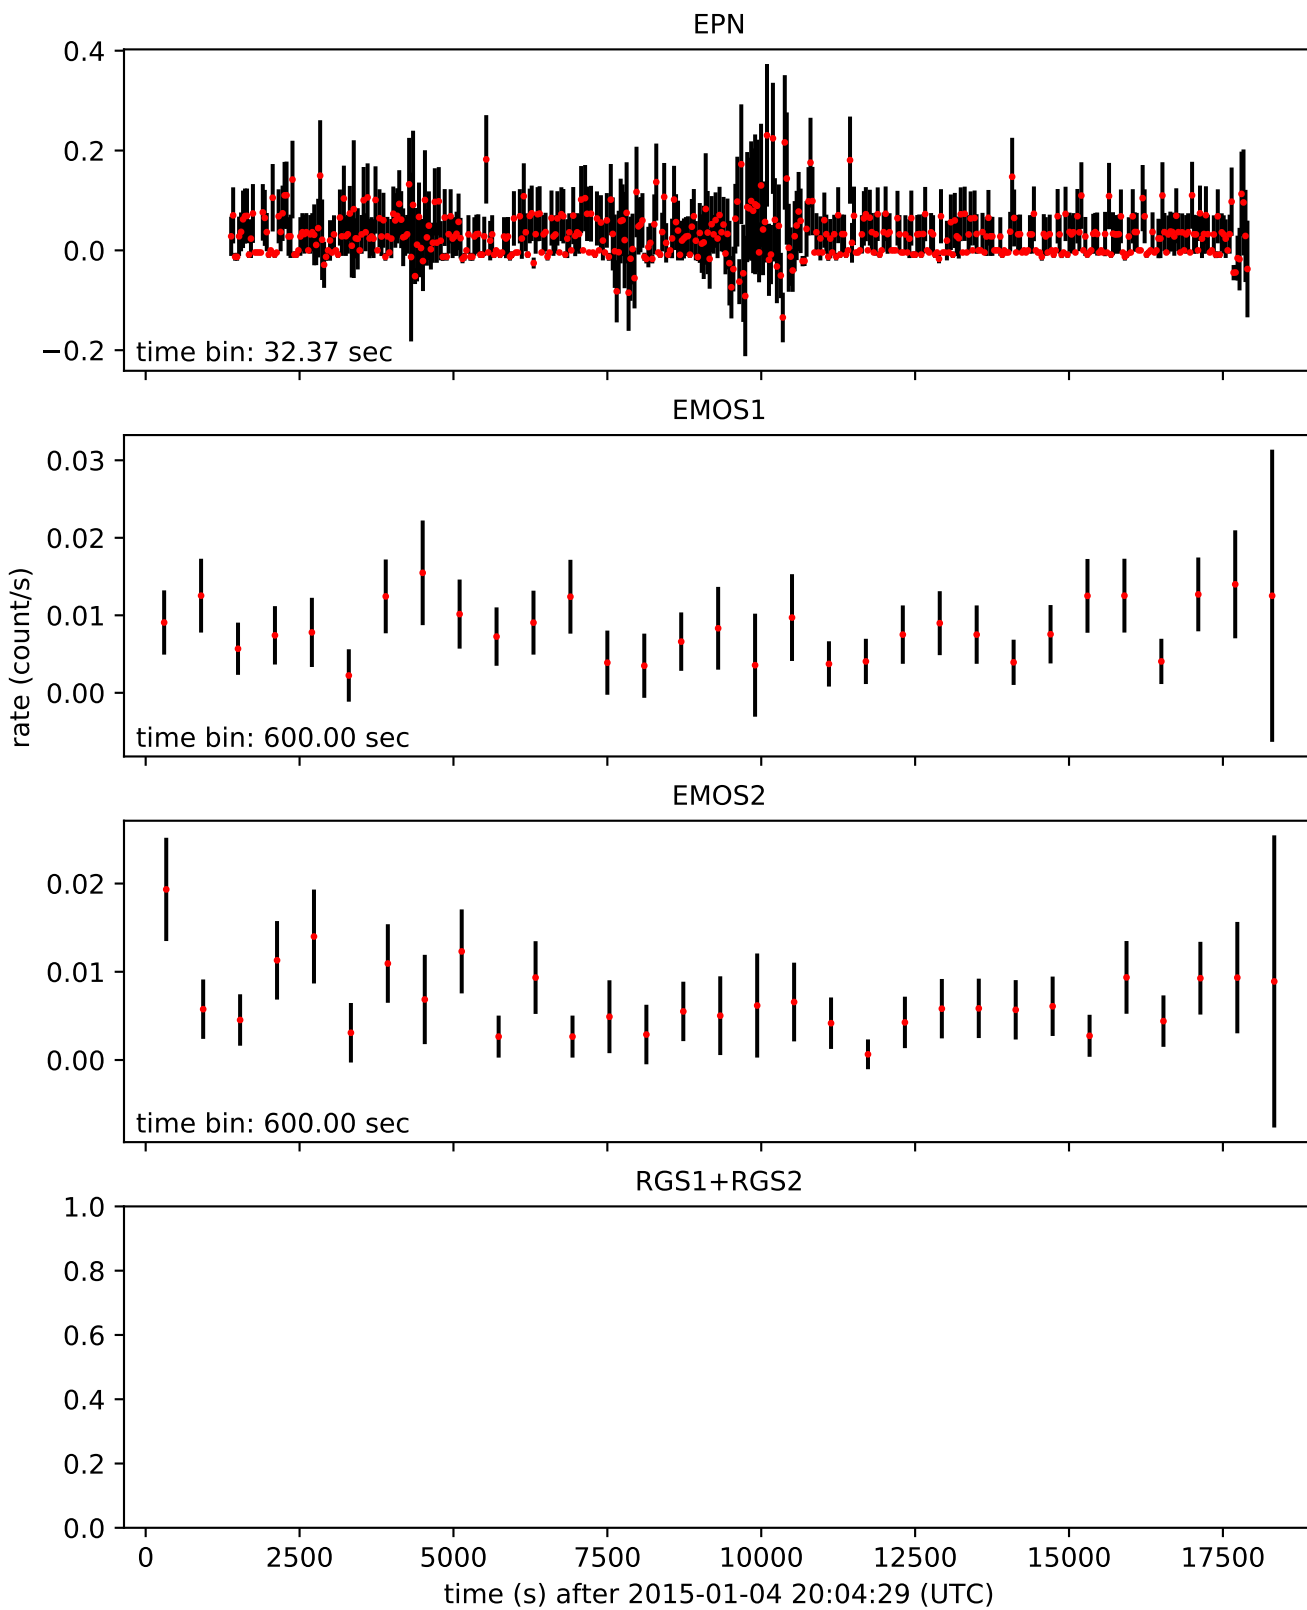 EPN
0.4
0.2
0.0
−0.2
time bin: 32.37 sec
EMOS1
0.03
0.02
0.01
0.00
rate (count/s)
time bin: 600.00 sec
EMOS2
0.02
0.01
0.00
time bin: 600.00 sec
RGS1+RGS2
1.0
0.8
0.6
0.4
0.2
0.0
0 2500 5000 7500 10000 12500 15000 17500
time (s) after 2015-01-04 20:04:29 (UTC)